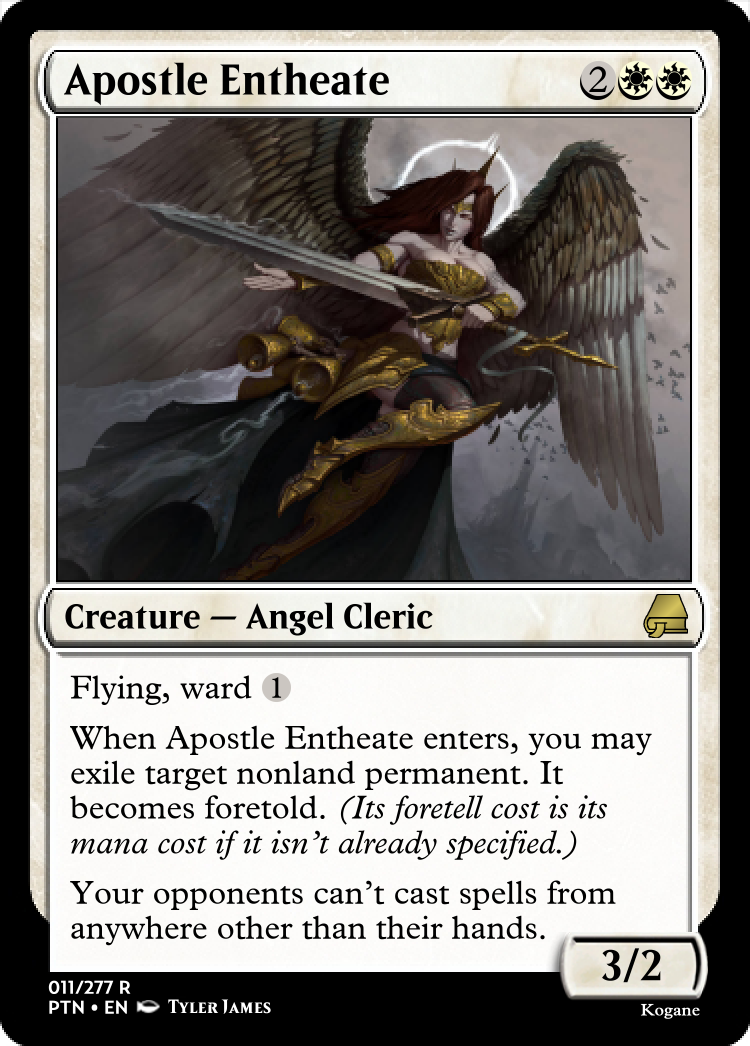 Apostle Entheate 2
Creature — Angel Cleric
Flying, ward 1
When Apostle Entheate enters, you may
exile target nonland permanent. It
becomes foretold. (Its foretell cost is its
mana cost if it isn't already specified.)
Your opponents can't cast spells from
anywhere other than their hands.
3/2
011/277 R
PTN • EN TYLER JAMES
Kogane